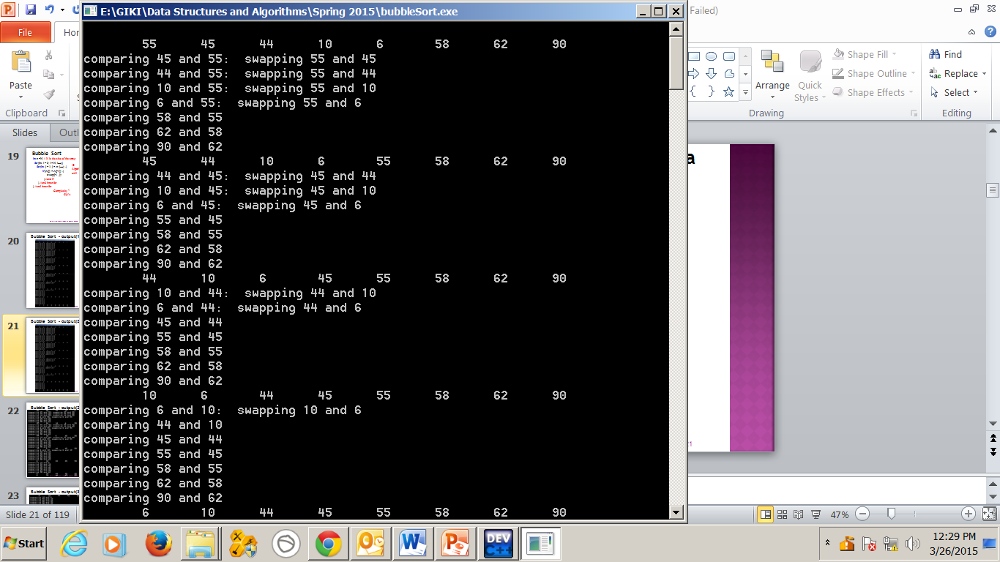 E:\GIKI\Data Structures and Algorithms\Spring 2015\bubbleSort.exe
Failed)
File
Paste
Clipboard
Shape Fill
Shape Outline
Shape Effects
Arrange
Quick
Styles
Drawing
Find
Replace
Select
Editing
Slides
55 45 44 10 6 58 62 90
comparing 45 and 55: swapping 55 and 45
comparing 44 and 55: swapping 55 and 44
comparing 10 and 55: swapping 55 and 10
comparing 6 and 55: swapping 55 and 6
comparing 58 and 55
comparing 62 and 58
comparing 90 and 62
45 44 10 6 55 58 62 90
comparing 44 and 45: swapping 45 and 44
comparing 10 and 45: swapping 45 and 10
comparing 6 and 45: swapping 45 and 6
comparing 55 and 45
comparing 58 and 55
comparing 62 and 58
comparing 90 and 62
44 10 6 45 55 58 62 90
comparing 10 and 44: swapping 44 and 10
comparing 6 and 44: swapping 44 and 6
comparing 45 and 44
comparing 55 and 45
comparing 58 and 55
comparing 62 and 58
comparing 90 and 62
10 6 44 45 55 58 62 90
comparing 6 and 10: swapping 10 and 6
comparing 44 and 10
comparing 45 and 44
comparing 55 and 45
comparing 58 and 55
comparing 62 and 58
comparing 90 and 62
6 10 44 45 55 58 62 90
19
Bubble Sort
20
21
22
23
a
21
Slide 21 of 119
47%
Start
DEV
C++
12:29 PM
3/26/2015